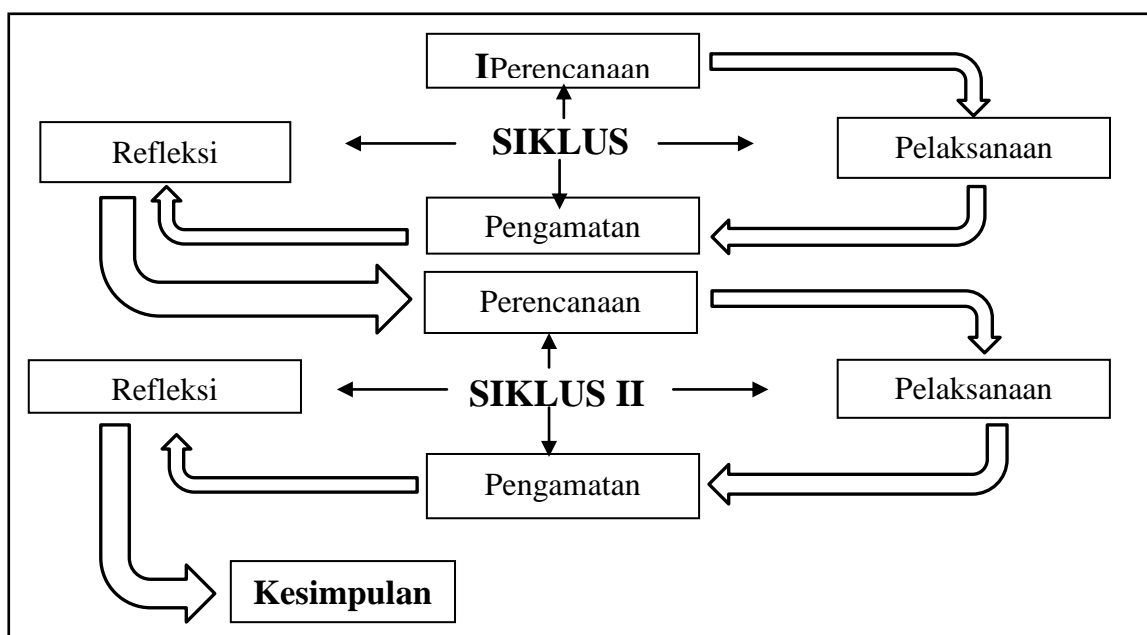 IPerencanaan
SIKLUS
Refleksi
Pelaksanaan
Pengamatan
Perencanaan
Refleksi
SIKLUS II
Pelaksanaan
Pengamatan
Kesimpulan